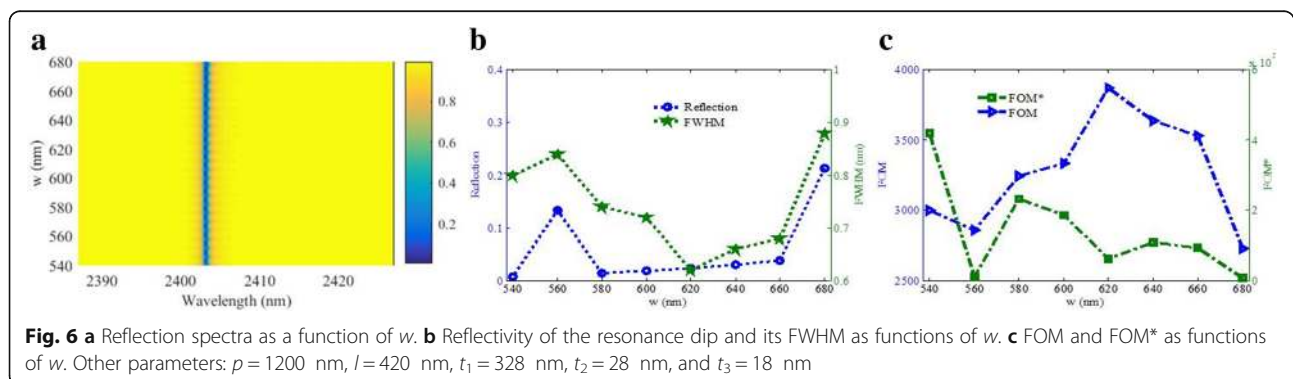 a
b
c
w (nm)
680
660
640
620
600
580
560
540
2390
2400
2410
2420
Wavelength (nm)
0.8
0.6
0.4
0.2
Reflection
0.4
0.3
0.2
0.1
0
Reflection
FWHM
540
560
580
600
620
640
660
680
w (nm)
1
0.9
0.8
0.7
0.6
FWHM (nm)
FOM
4000
3500
3000
2500
FOM*
FOM
540
560
580
600
620
640
660
680
w (nm)
x 10⁷
6
4
2
0
FOM*
Fig. 6 a Reflection spectra as a function of w. b Reflectivity of the resonance dip and its FWHM as functions of w. c FOM and FOM* as functions
of w. Other parameters: p = 1200 nm, l = 420 nm, t₁ = 328 nm, t₂ = 28 nm, and t₃ = 18 nm